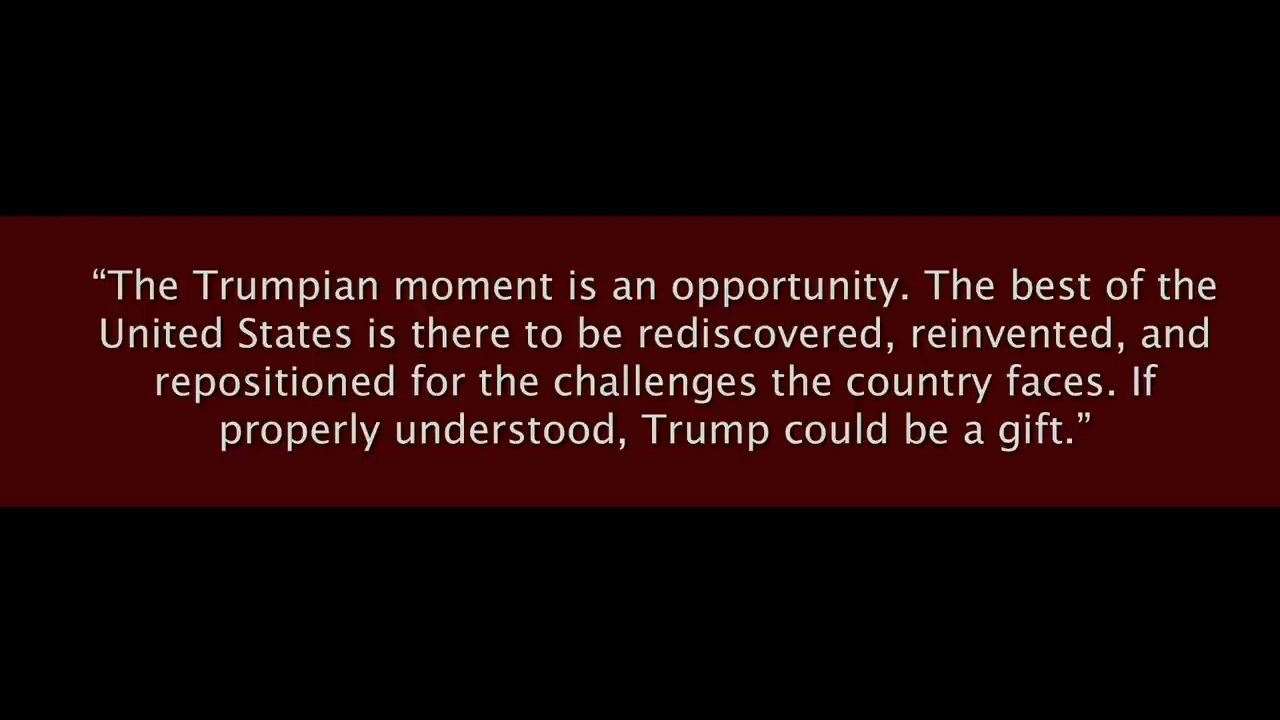 “The Trumpian moment is an opportunity. The best of the
United States is there to be rediscovered, reinvented, and
repositioned for the challenges the country faces. If
properly understood, Trump could be a gift.”